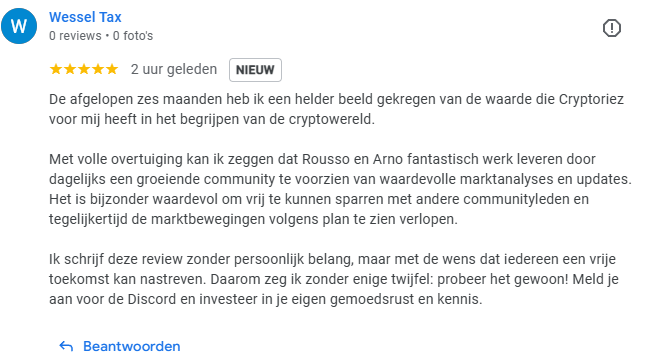 W
Wessel Tax
0 reviews • 0 foto's
2 uur geleden NIEUW
De afgelopen zes maanden heb ik een helder beeld gekregen van de waarde die Cryptoriez
voor mij heeft in het begrijpen van de cryptowereld.
Met volle overtuiging kan ik zeggen dat Rousso en Arno fantastisch werk leveren door
dagelijks een groeiende community te voorzien van waardevolle marktanalyses en updates.
Het is bijzonder waardevol om vrij te kunnen sparren met andere communityleden en
tegelijkertijd de marktbewegingen volgens plan te zien verlopen.
Ik schrijf deze review zonder persoonlijk belang, maar met de wens dat iedereen een vrije
toekomst kan nastreven. Daarom zeg ik zonder enige twijfel: probeer het gewoon! Meld je
aan voor de Discord en investeer in je eigen gemoedsrust en kennis.
Beantwoorden